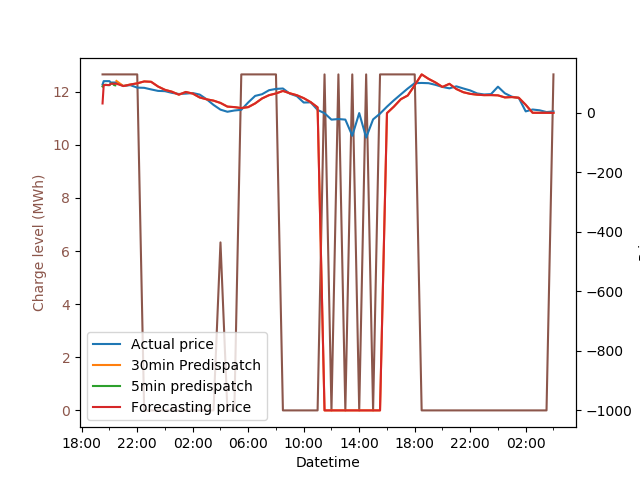 12
10
8
6
4
2
0
Charge level (MWh)
0
−200
−400
−600
−800
−1000
Actual price
30min Predispatch
5min predispatch
Forecasting price
18:00 22:00 02:00 06:00 10:00 14:00 18:00 22:00 02:00
Datetime